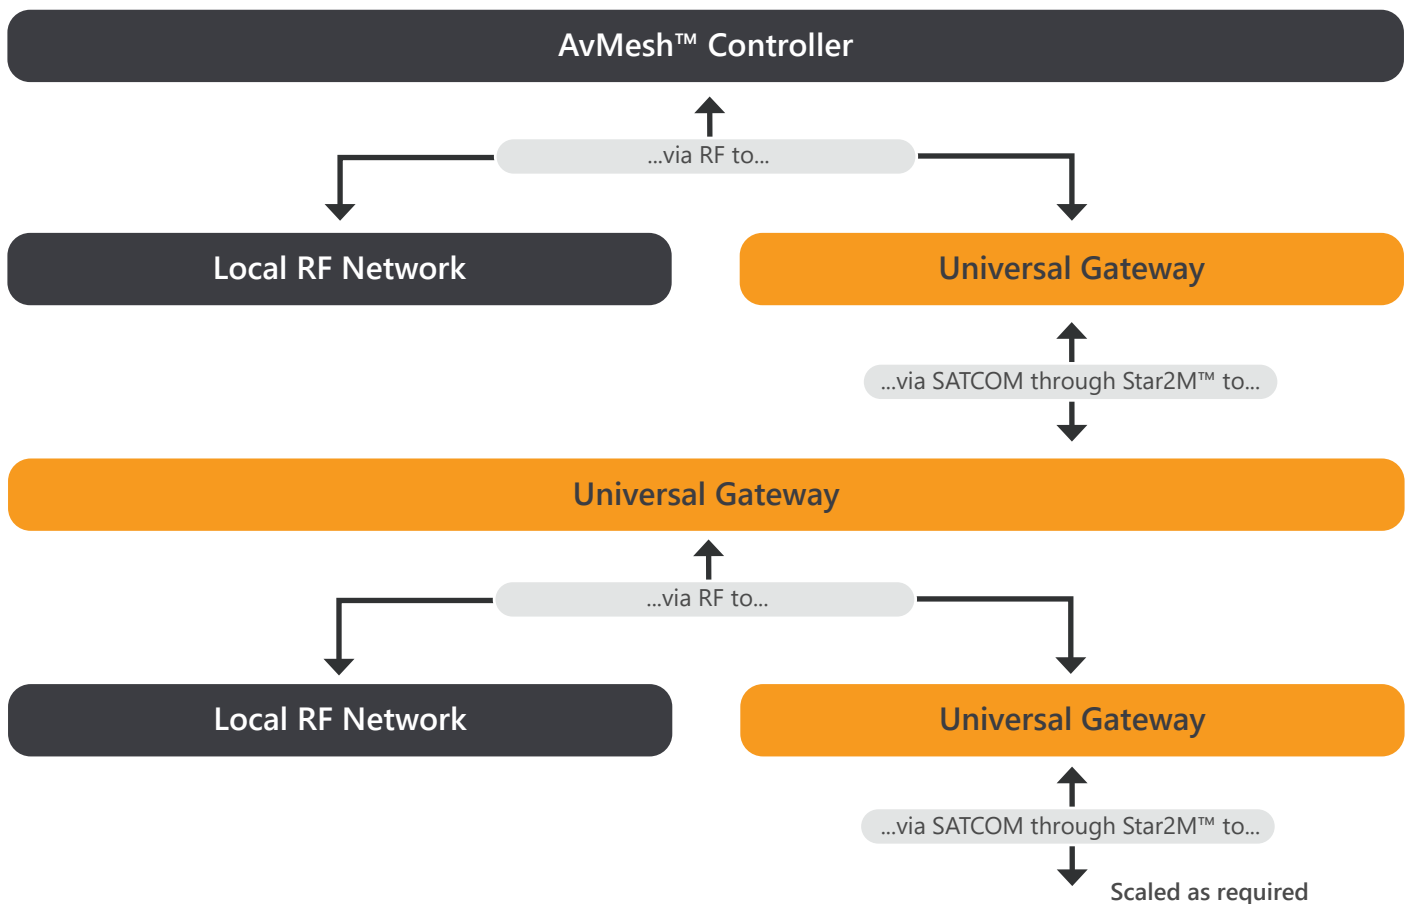 AvMesh™ Controller
...via RF to...
Local RF Network
Universal Gateway
...via SATCOM through Star2M™ to...
Universal Gateway
...via RF to...
Local RF Network
Universal Gateway
...via SATCOM through Star2M™ to...
Scaled as required